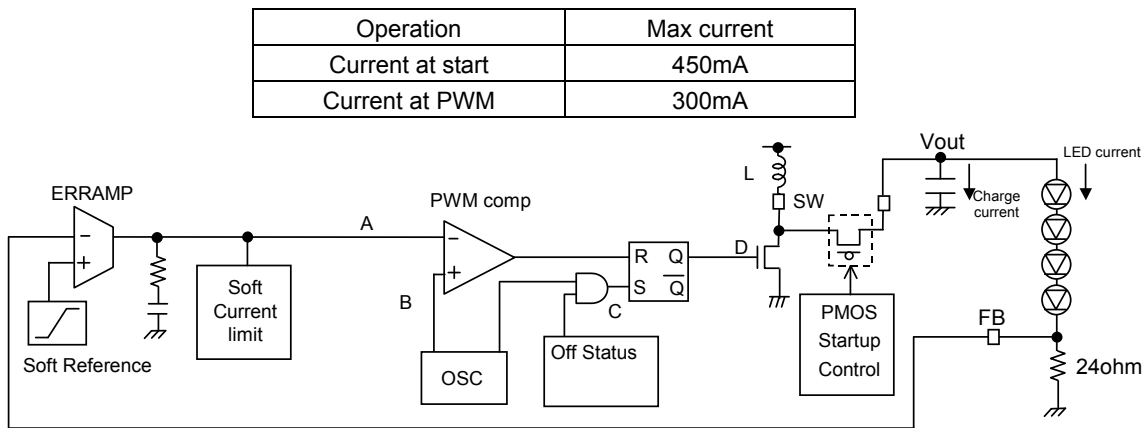 Operation Max current
Current at start 450mA
Current at PWM 300mA
Vout
LED current
L
ERRAMP
A
PWM comp
SW
Charge
current
−
−
D
R Q
+
Soft
Current
limit
+
B
S Q
C
PMOS
Startup
Control
FB
Soft Reference
OSC
Off Status
24ohm